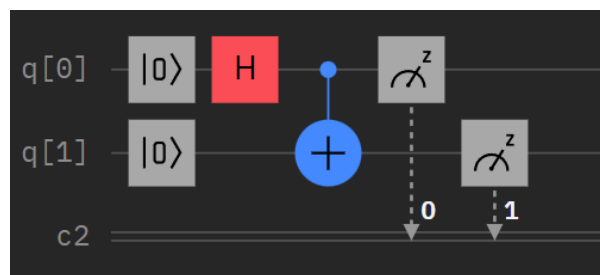 q[0] |0⟩ H z
q[1] |0⟩ + z
0 1
c2